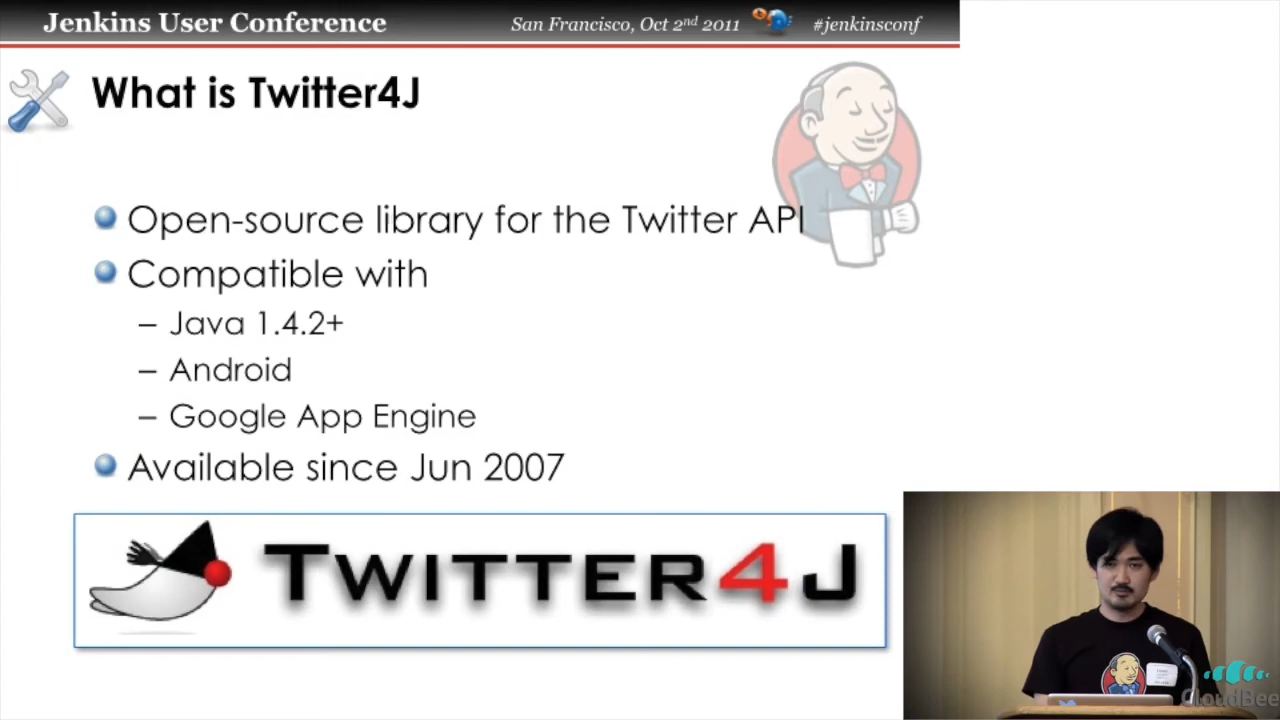 Jenkins User Conference
San Francisco, Oct 2nd 2011
#jenkinsconf
What is Twitter4J
Open-source library for the Twitter API
Compatible with
– Java 1.4.2+
– Android
– Google App Engine
Available since Jun 2007
TWITTER4J
CloudBee